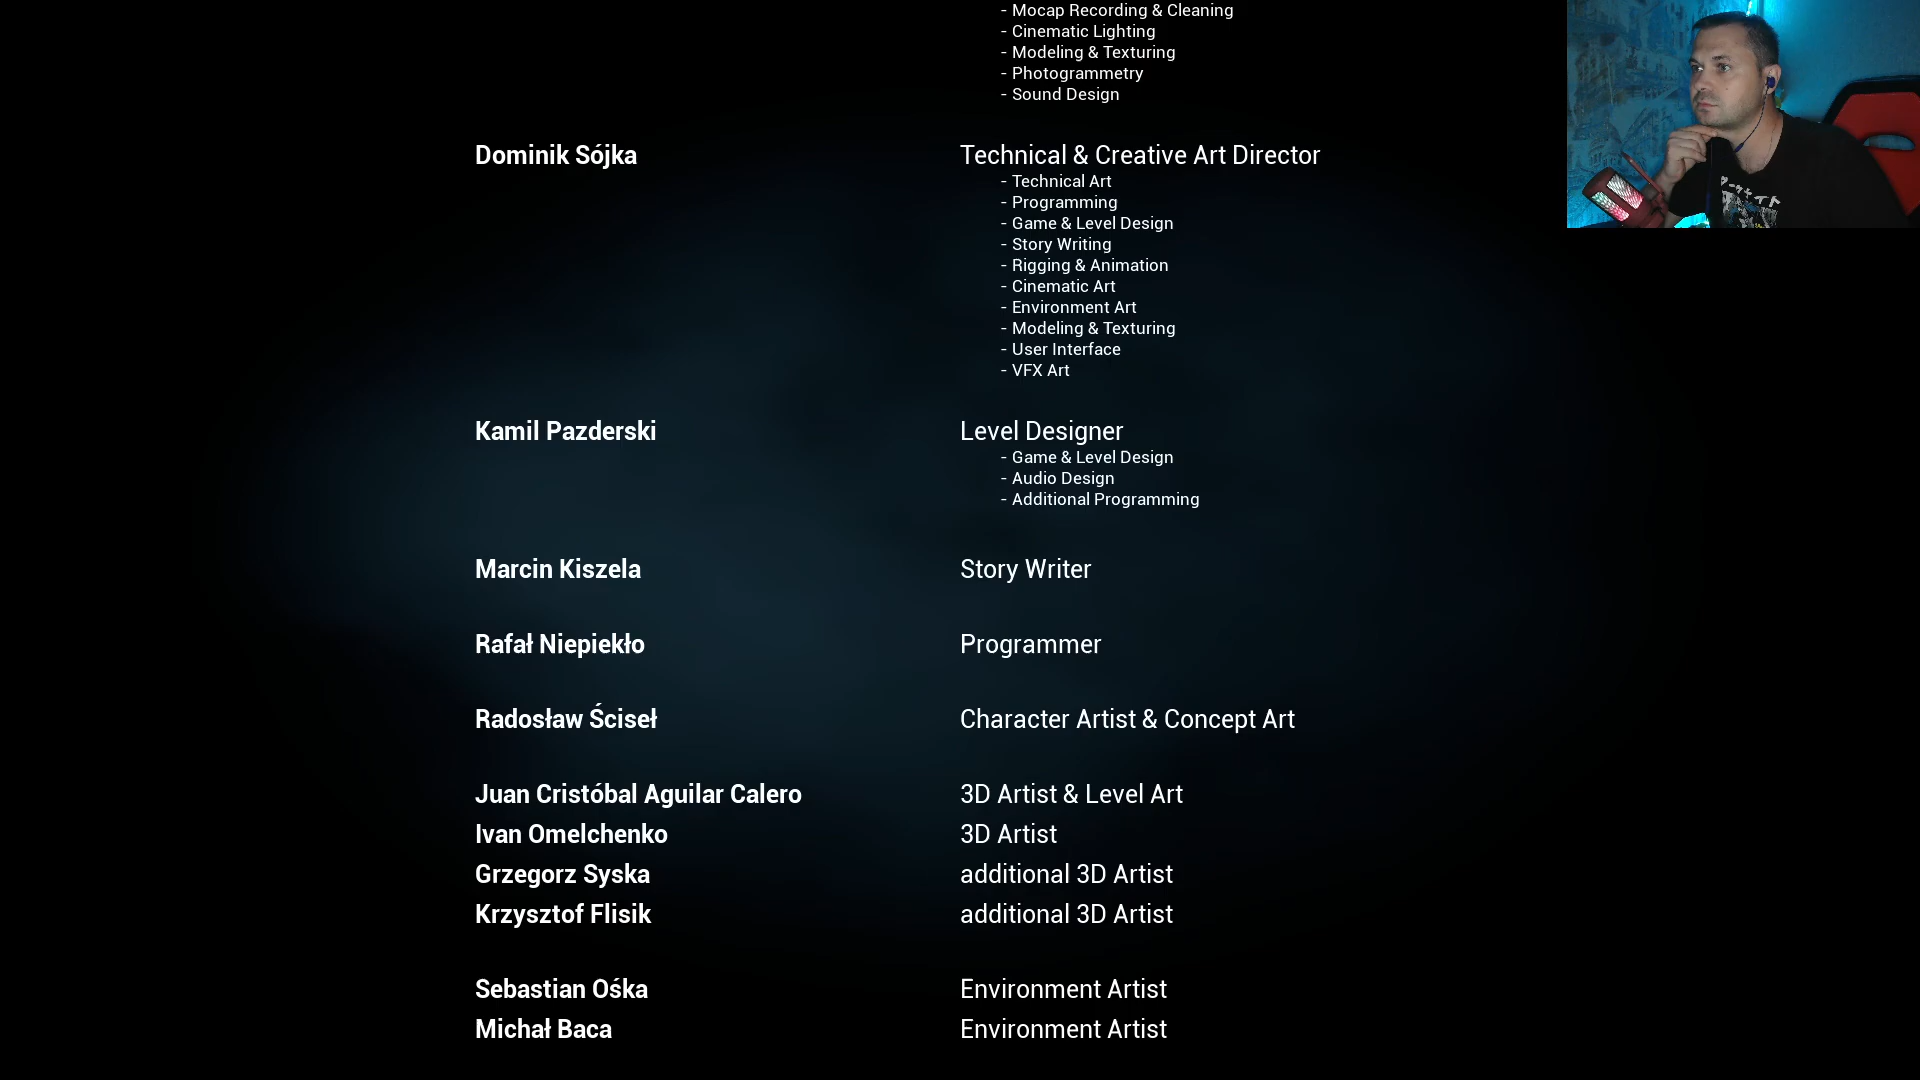 - Mocap Recording & Cleaning
- Cinematic Lighting
- Modeling & Texturing
- Photogrammetry
- Sound Design
Dominik Sójka Technical & Creative Art Director
- Technical Art
- Programming
- Game & Level Design
- Story Writing
- Rigging & Animation
- Cinematic Art
- Environment Art
- Modeling & Texturing
- User Interface
- VFX Art
Kamil Pazderski Level Designer
- Game & Level Design
- Audio Design
- Additional Programming
Marcin Kiszela Story Writer
Rafał Niepiekło Programmer
Radosław Ściseł Character Artist & Concept Art
Juan Cristóbal Aguilar Calero 3D Artist & Level Art
Ivan Omelchenko 3D Artist
Grzegorz Syska additional 3D Artist
Krzysztof Flisik additional 3D Artist
Sebastian Ośka Environment Artist
Michał Baca Environment Artist